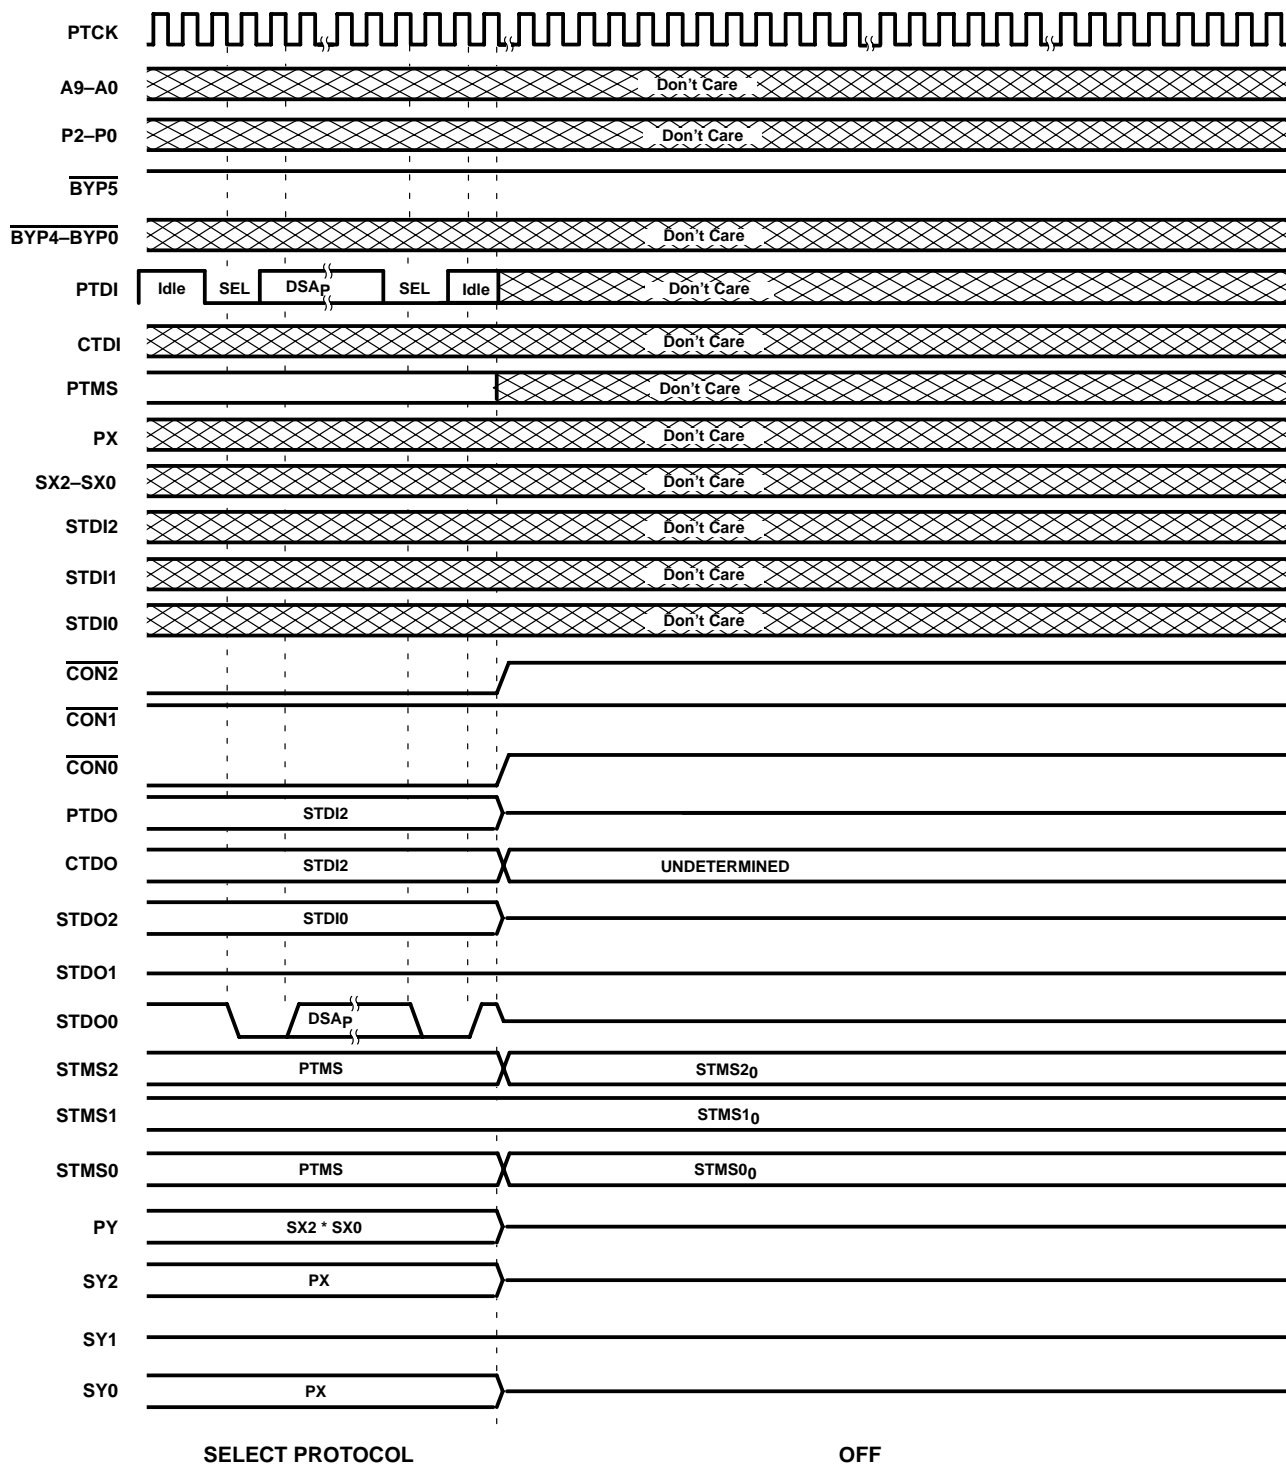 PTCK
A9–A0 Don't Care
P2–P0 Don't Care
BYP5
BYP4–BYP0 Don't Care
PTDI Idle SEL DSAP SEL Idle Don't Care
CTDI Don't Care
PTMS Don't Care
PX Don't Care
SX2–SX0 Don't Care
STDI2 Don't Care
STDI1 Don't Care
STDI0 Don't Care
CON2
CON1
CON0
PTDO STDI2
CTDO STDI2 UNDETERMINED
STDO2 STDI0
STDO1
STDO0 DSAP
STMS2 PTMS STMS20
STMS1 STMS10
STMS0 PTMS STMS00
PY SX2 * SX0
SY2 PX
SY1
SY0 PX
SELECT PROTOCOL OFF